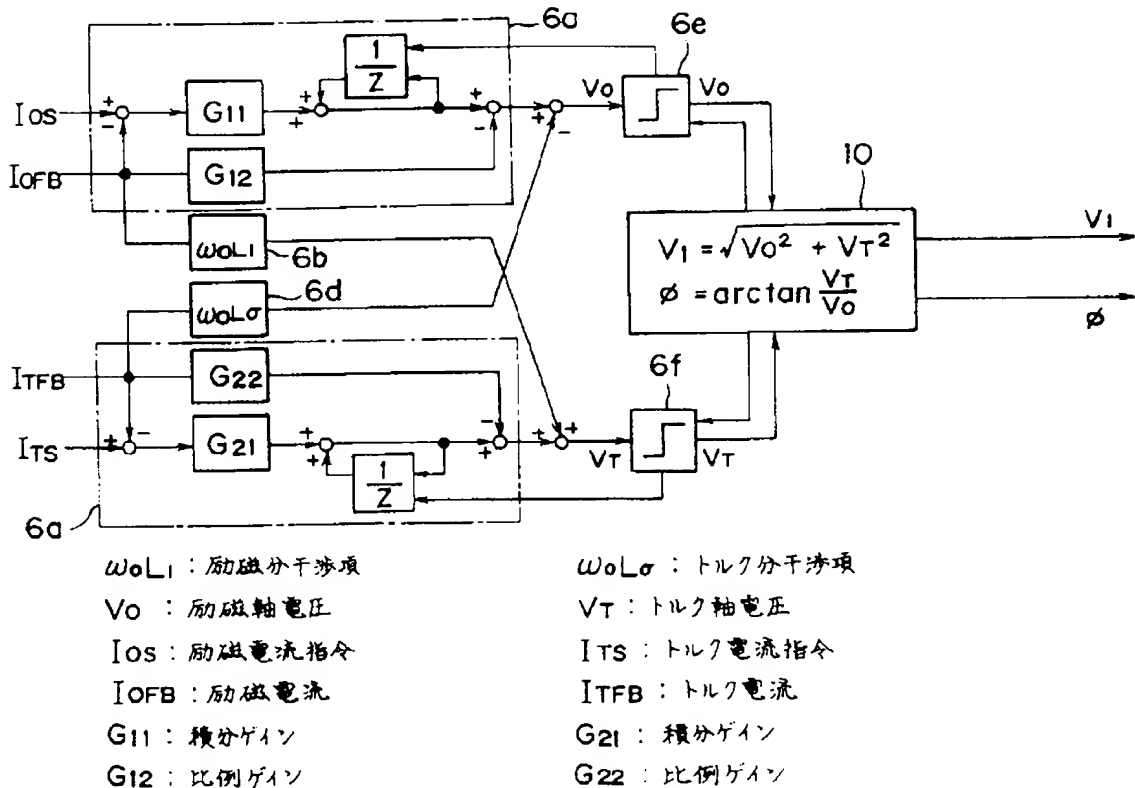 6a
6e
1
Z
IOS
+
-
G11
+
+
+
-
+
-
VO
VO
IOFB
G12
10
ωoL1
6b
V1 = √VO² + VT²
V1
6d
ωoLσ
ø = arctan VT/VO
ø
ITFB
G22
6f
ITS
+
-
G21
+
+
-
+
+
+
VT
VT
1
Z
6a
ωoL1 : 励磁分干渉項
VO : 励磁軸電圧
IOS : 励磁電流指令
IOFB : 励磁電流
G11 : 積分ゲイン
G12 : 比例ゲイン
ωoLσ : トルク分干渉項
VT : トルク軸電圧
ITS : トルク電流指令
ITFB : トルク電流
G21 : 積分ゲイン
G22 : 比例ゲイン